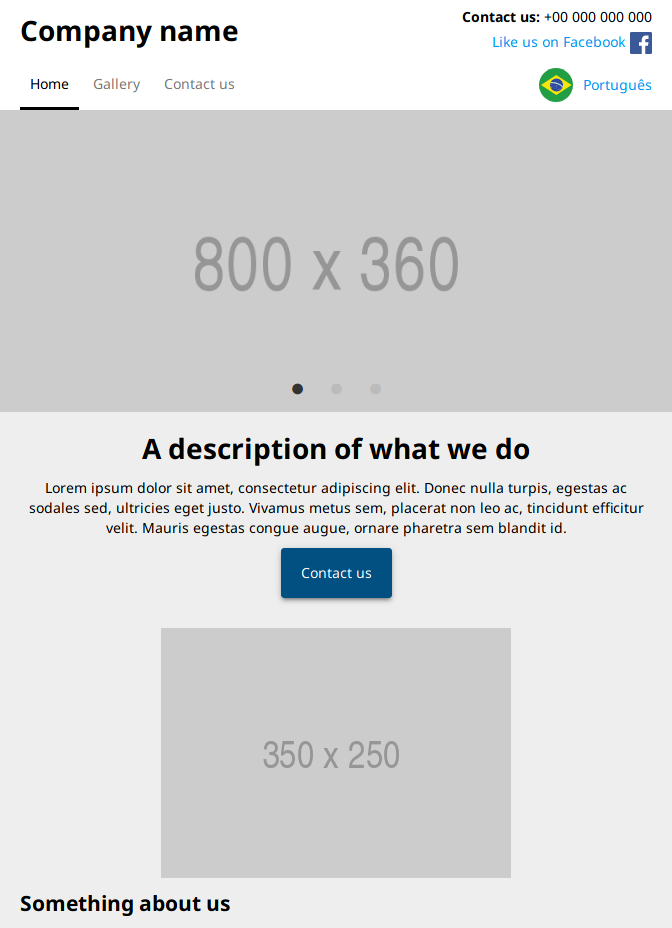 Company name
Contact us: +00 000 000 000
Like us on Facebook
Home Gallery Contact us
Português
800 x 360
A description of what we do
Lorem ipsum dolor sit amet, consectetur adipiscing elit. Donec nulla turpis, egestas ac
sodales sed, ultricies eget justo. Vivamus metus sem, placerat non leo ac, tincidunt efficitur
velit. Mauris egestas congue augue, ornare pharetra sem blandit id.
Contact us
350 x 250
Something about us